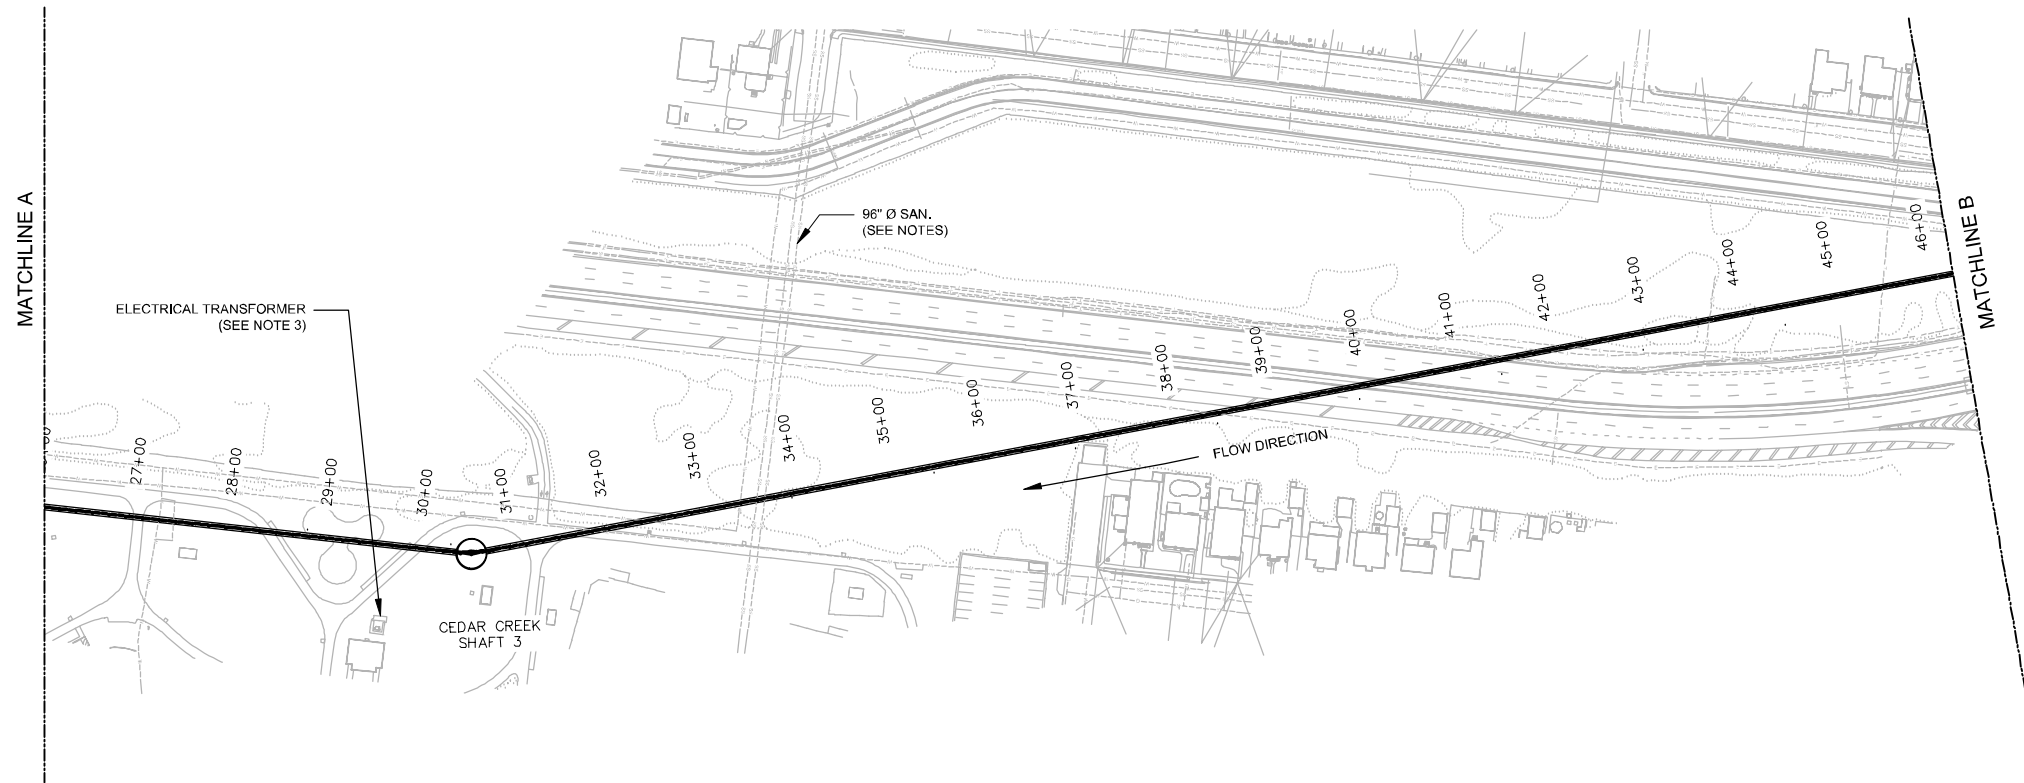 MATCHLINE A
ELECTRICAL TRANSFORMER
(SEE NOTE 3)
96" Ø SAN.
(SEE NOTES)
27+00
28+00
29+00
30+00
31+00
32+00
33+00
34+00
35+00
36+00
37+00
38+00
39+00
40+00
41+00
42+00
43+00
44+00
45+00
46+00
FLOW DIRECTION
CEDAR CREEK
SHAFT 3
MATCHLINE B